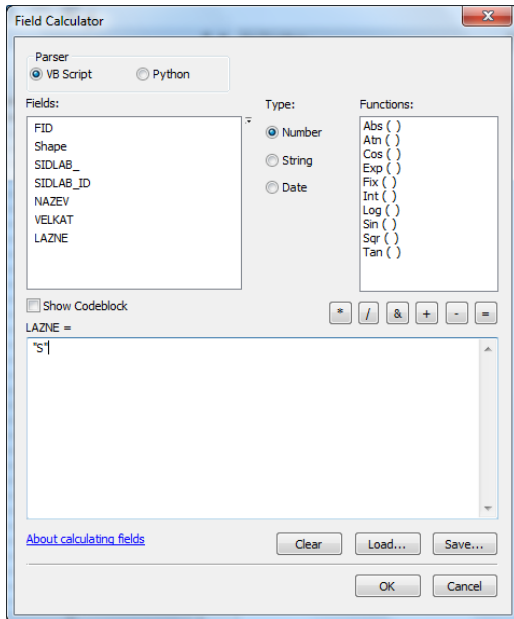 Field Calculator
Parser
VB Script
Python
Fields:
FID
Shape
SIDLAB_
SIDLAB_ID
NAZEV
VELKAT
LAZNE
Type:
Number
String
Date
Functions:
Abs ( )
Atn ( )
Cos ( )
Exp ( )
Fix ( )
Int ( )
Log ( )
Sin ( )
Sqr ( )
Tan ( )
Show Codeblock
* / & + - =
LAZNE =
"S"
About calculating fields
Clear
Load...
Save...
OK
Cancel